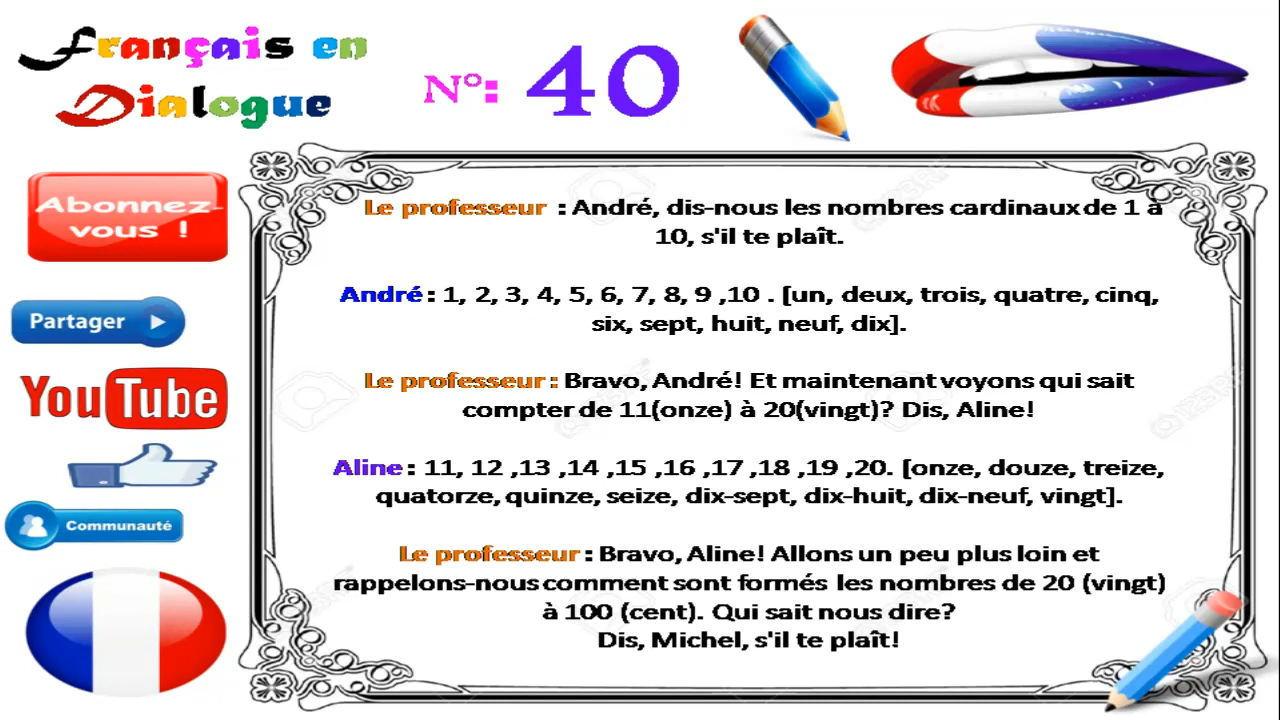 Français en
Dialogue
N°: 40
Abonnez-
vous !
Partager
YouTube
Communauté
Le professeur : André, dis-nous les nombres cardinaux de 1 à
10, s'il te plaît.
André : 1, 2, 3, 4, 5, 6, 7, 8, 9 ,10 . [un, deux, trois, quatre, cinq,
six, sept, huit, neuf, dix].
Le professeur : Bravo, André! Et maintenant voyons qui sait
compter de 11(onze) à 20(vingt)? Dis, Aline!
Aline : 11, 12 ,13 ,14 ,15 ,16 ,17 ,18 ,19 ,20. [onze, douze, treize,
quatorze, quinze, seize, dix-sept, dix-huit, dix-neuf, vingt].
Le professeur : Bravo, Aline! Allons un peu plus loin et
rappelons-nous comment sont formés les nombres de 20 (vingt)
à 100 (cent). Qui sait nous dire?
Dis, Michel, s'il te plaît!